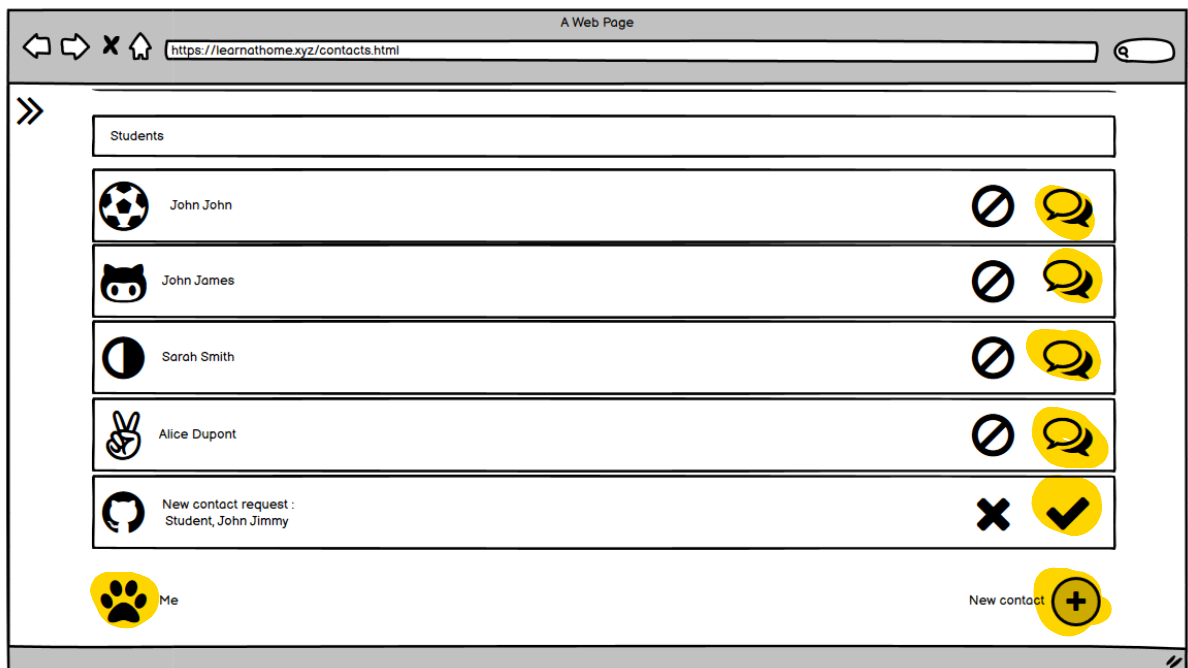 A Web Page
https://learnathome.xyz/contacts.html
Students
John John
John James
Sarah Smith
Alice Dupont
New contact request :
Student, John Jimmy
Me
New contact